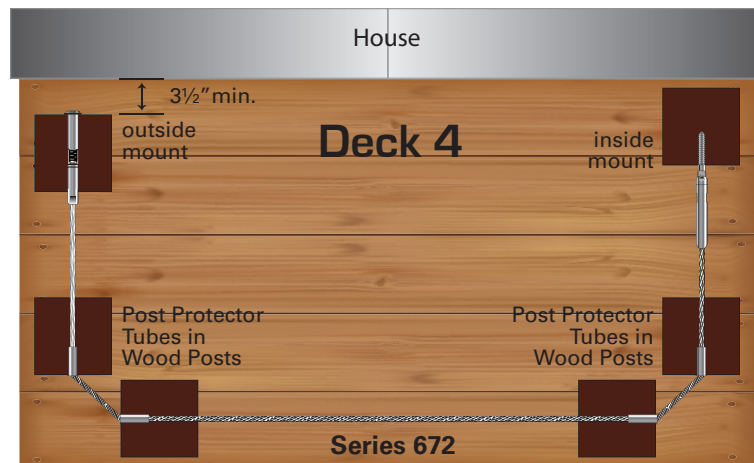 House
3½” min.
outside
mount
Deck 4
inside
mount
Post Protector
Tubes in
Wood Posts
Post Protector
Tubes in
Wood Posts
Series 672